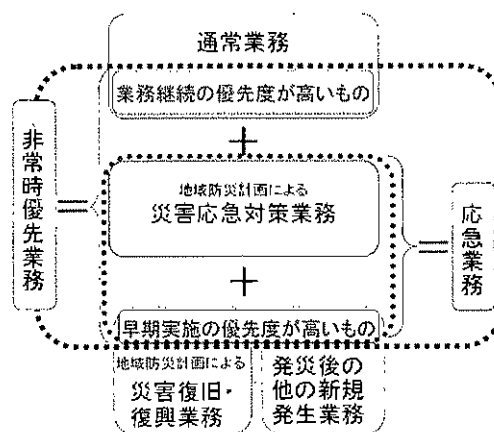 通常業務
業務継続の優先度が高いもの
+
非常時優先業務
=
地域防災計画による
災害応急対策業務
=
応急業務
+
早期実施の優先度が高いもの
地域防災計画による
災害復旧・
復興業務
発災後の
他の新規
発生業務